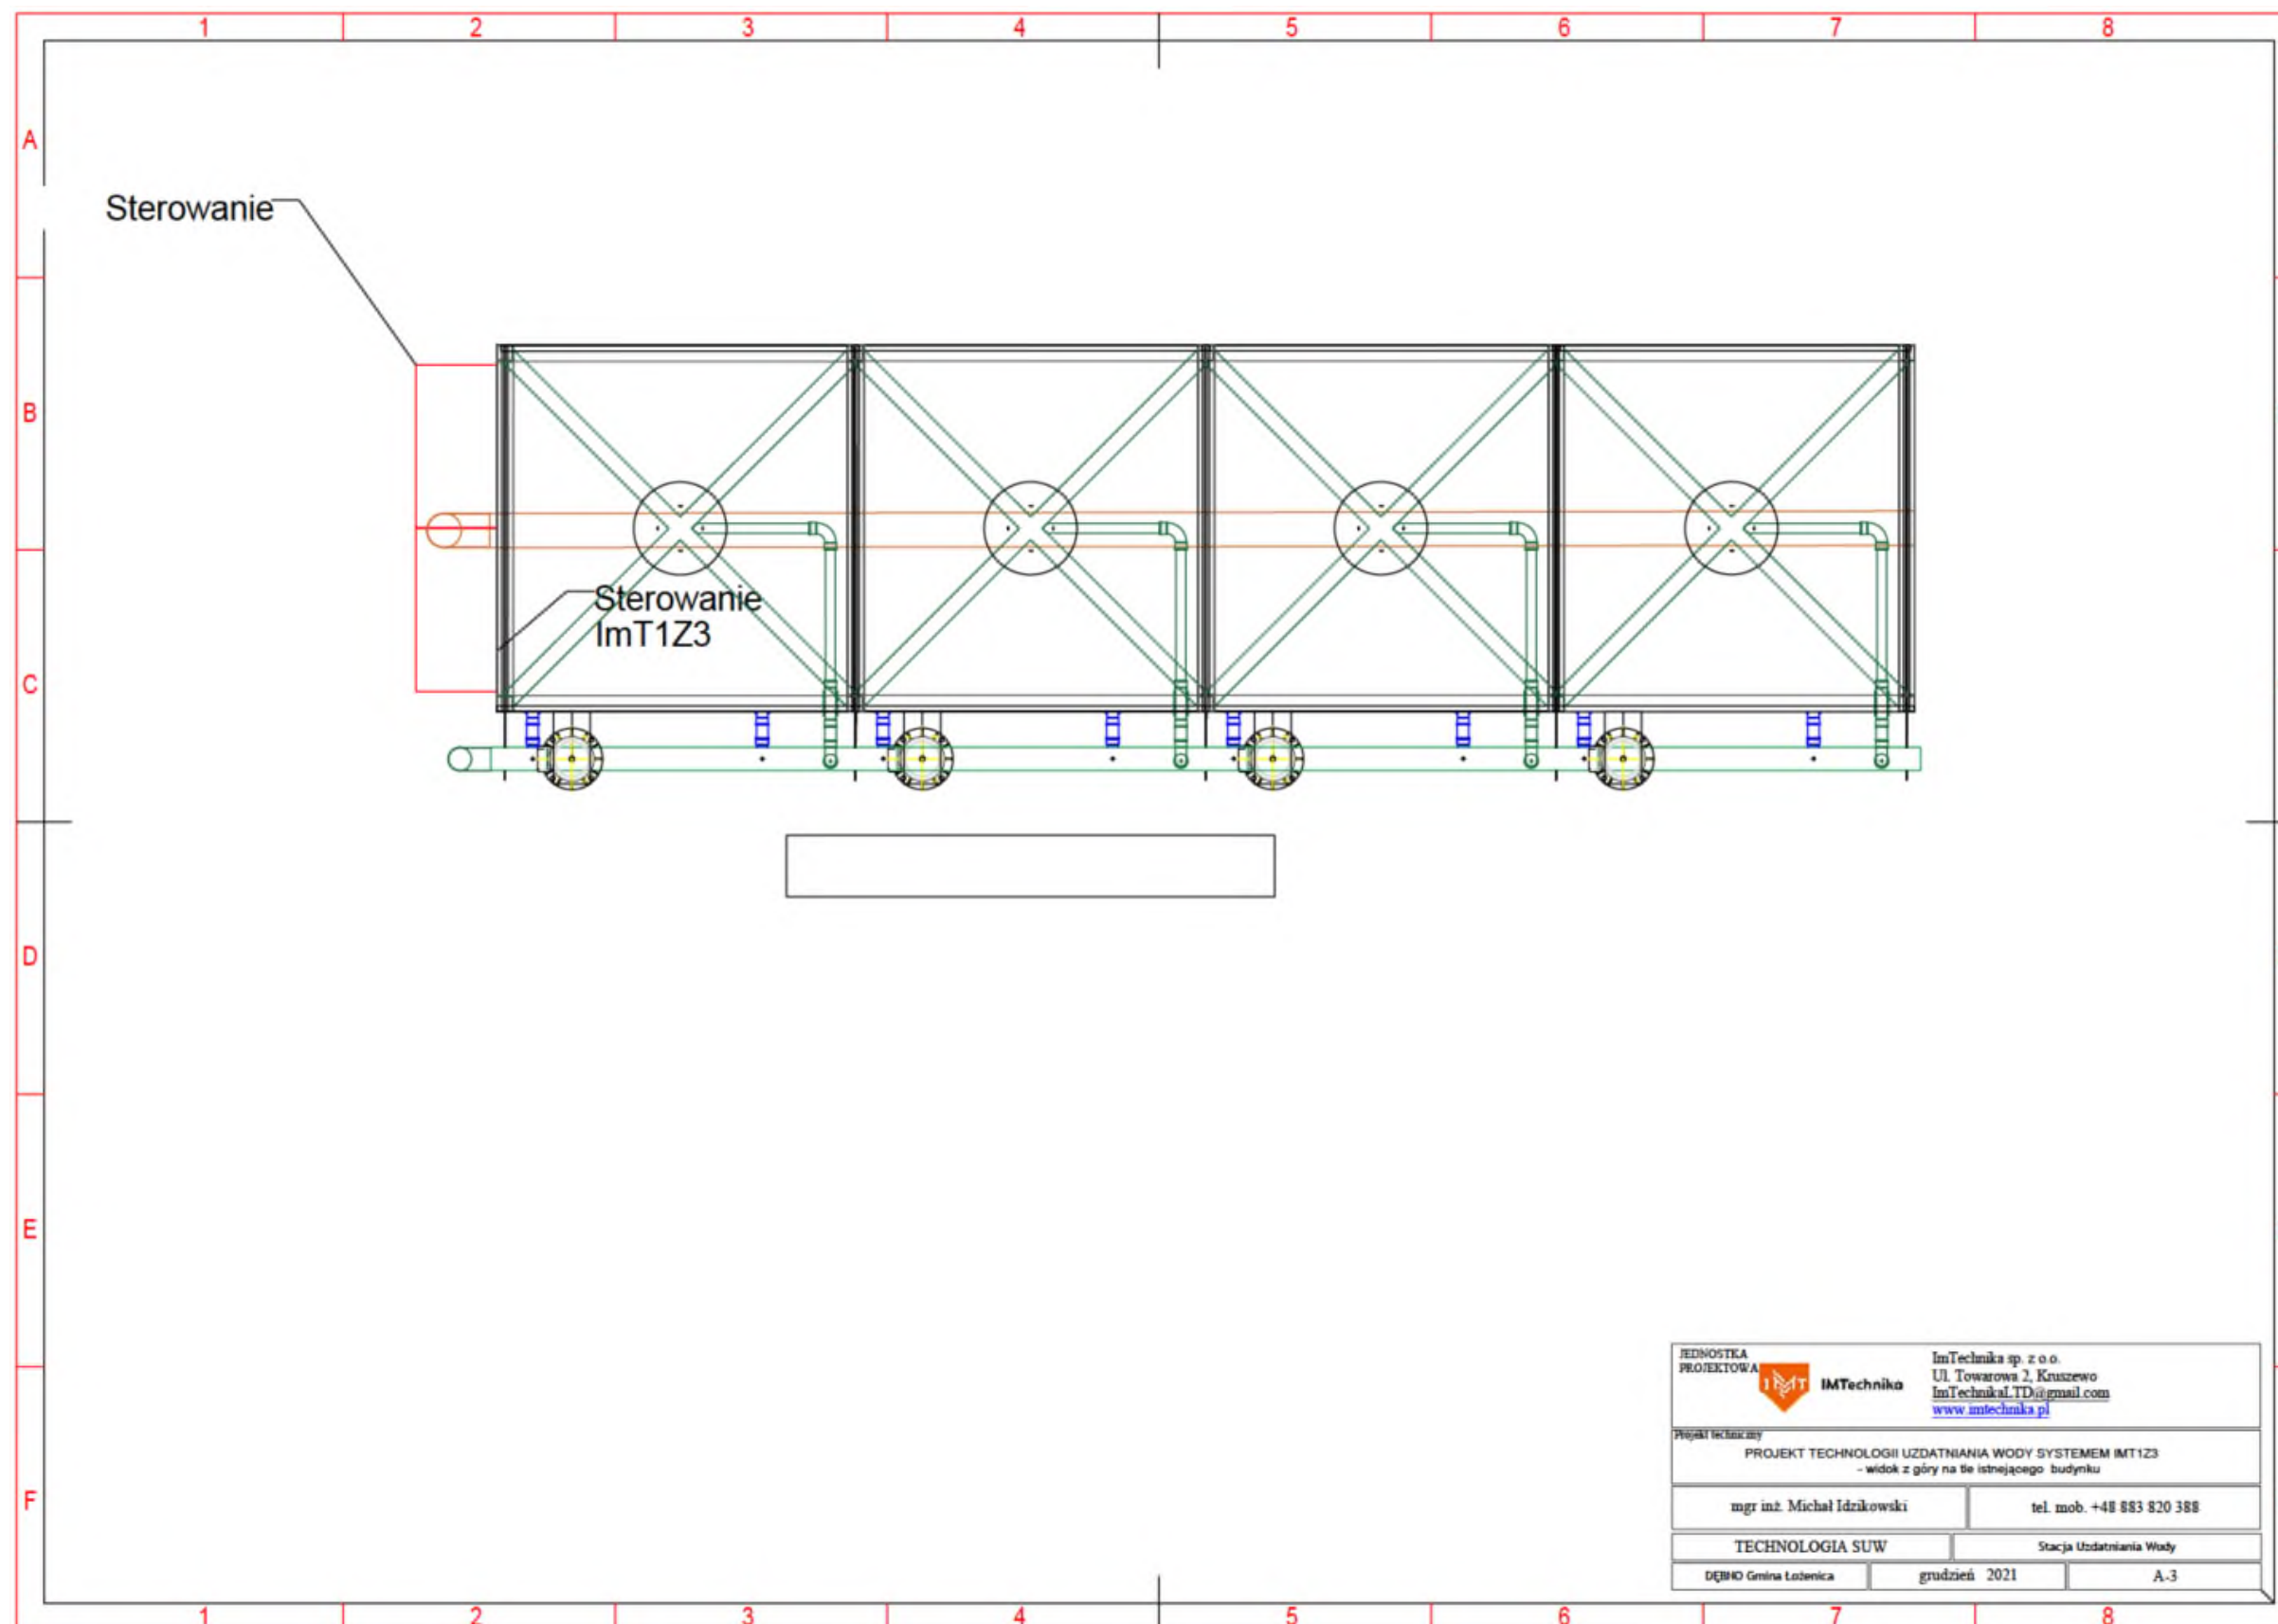 1 2 3 4 5 6 7 8
A
Sterowanie
B
Sterowanie
ImT1Z3
C
D
E
F
JEDNOSTKA
PROJEKTOWA
IMT
IMTechnika
ImTechnika sp. z o.o.
Ul. Towarowa 2, Kruszewo
ImTechnikaLTD@gmail.com
www.imtechnika.pl
Projekt techniczny
PROJEKT TECHNOLOGII UZDATNIANIA WODY SYSTEMEM IMT1Z3
- widok z góry na tle istniejącego budynku
mgr inż. Michał Idzikowski
tel. mob. +48 883 820 388
TECHNOLOGIA SUW
Stacja Uzdatniania Wody
DĘBNO Gmina Łożenica
grudzień 2021
A-3
1 2 3 4 5 6 7 8